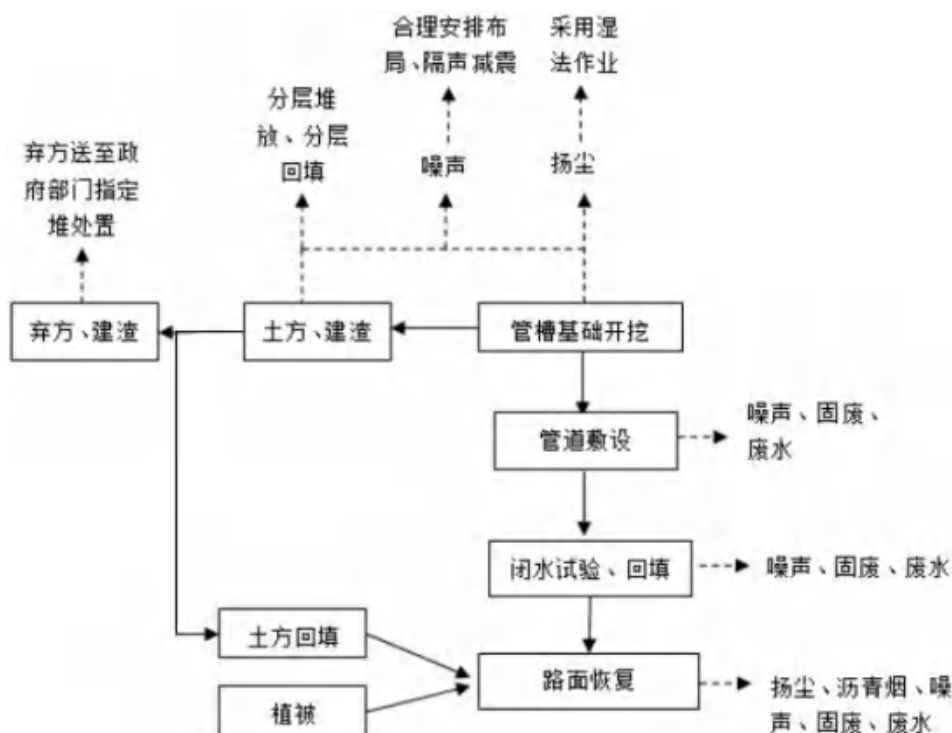 合理安排布
局、隔声减震
采用湿
法作业
分层堆
放、分层
回填
弃方送至政
府部门指定
堆处置
噪声
扬尘
弃方、建渣
土方、建渣
管槽基础开挖
管道敷设
噪声、固废、
废水
闭水试验、回填
噪声、固废、废水
土方回填
路面恢复
扬尘、沥青烟、噪
声、固废、废水
植被